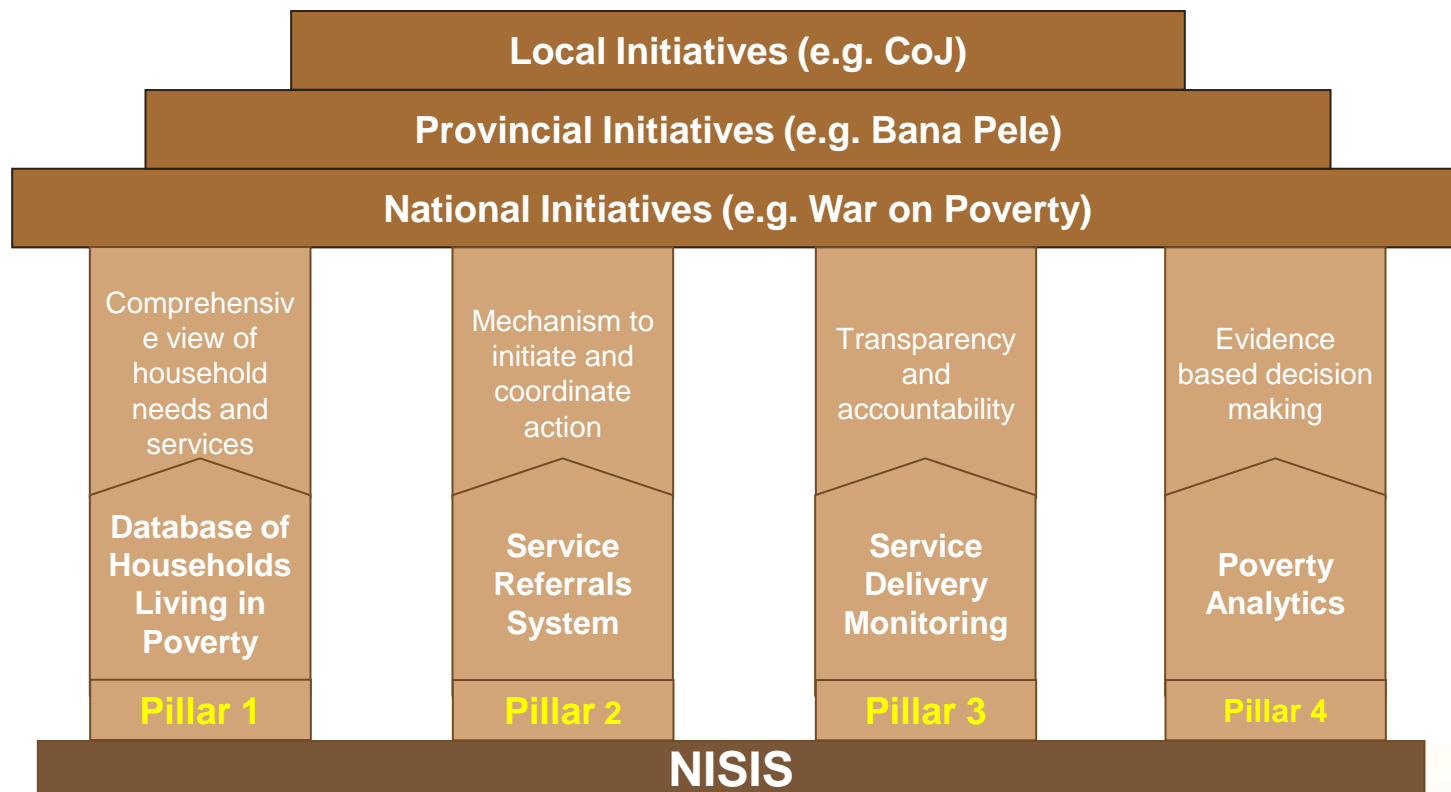 Local Initiatives (e.g. CoJ)
Provincial Initiatives (e.g. Bana Pele)
National Initiatives (e.g. War on Poverty)
Comprehensiv
e view of
household
needs and
services
Mechanism to
initiate and
coordinate
action
Transparency
and
accountability
Evidence
based decision
making
Database of
Households
Living in
Poverty
Service
Referrals
System
Service
Delivery
Monitoring
Poverty
Analytics
Pillar 1
Pillar 2
Pillar 3
Pillar 4
NISIS